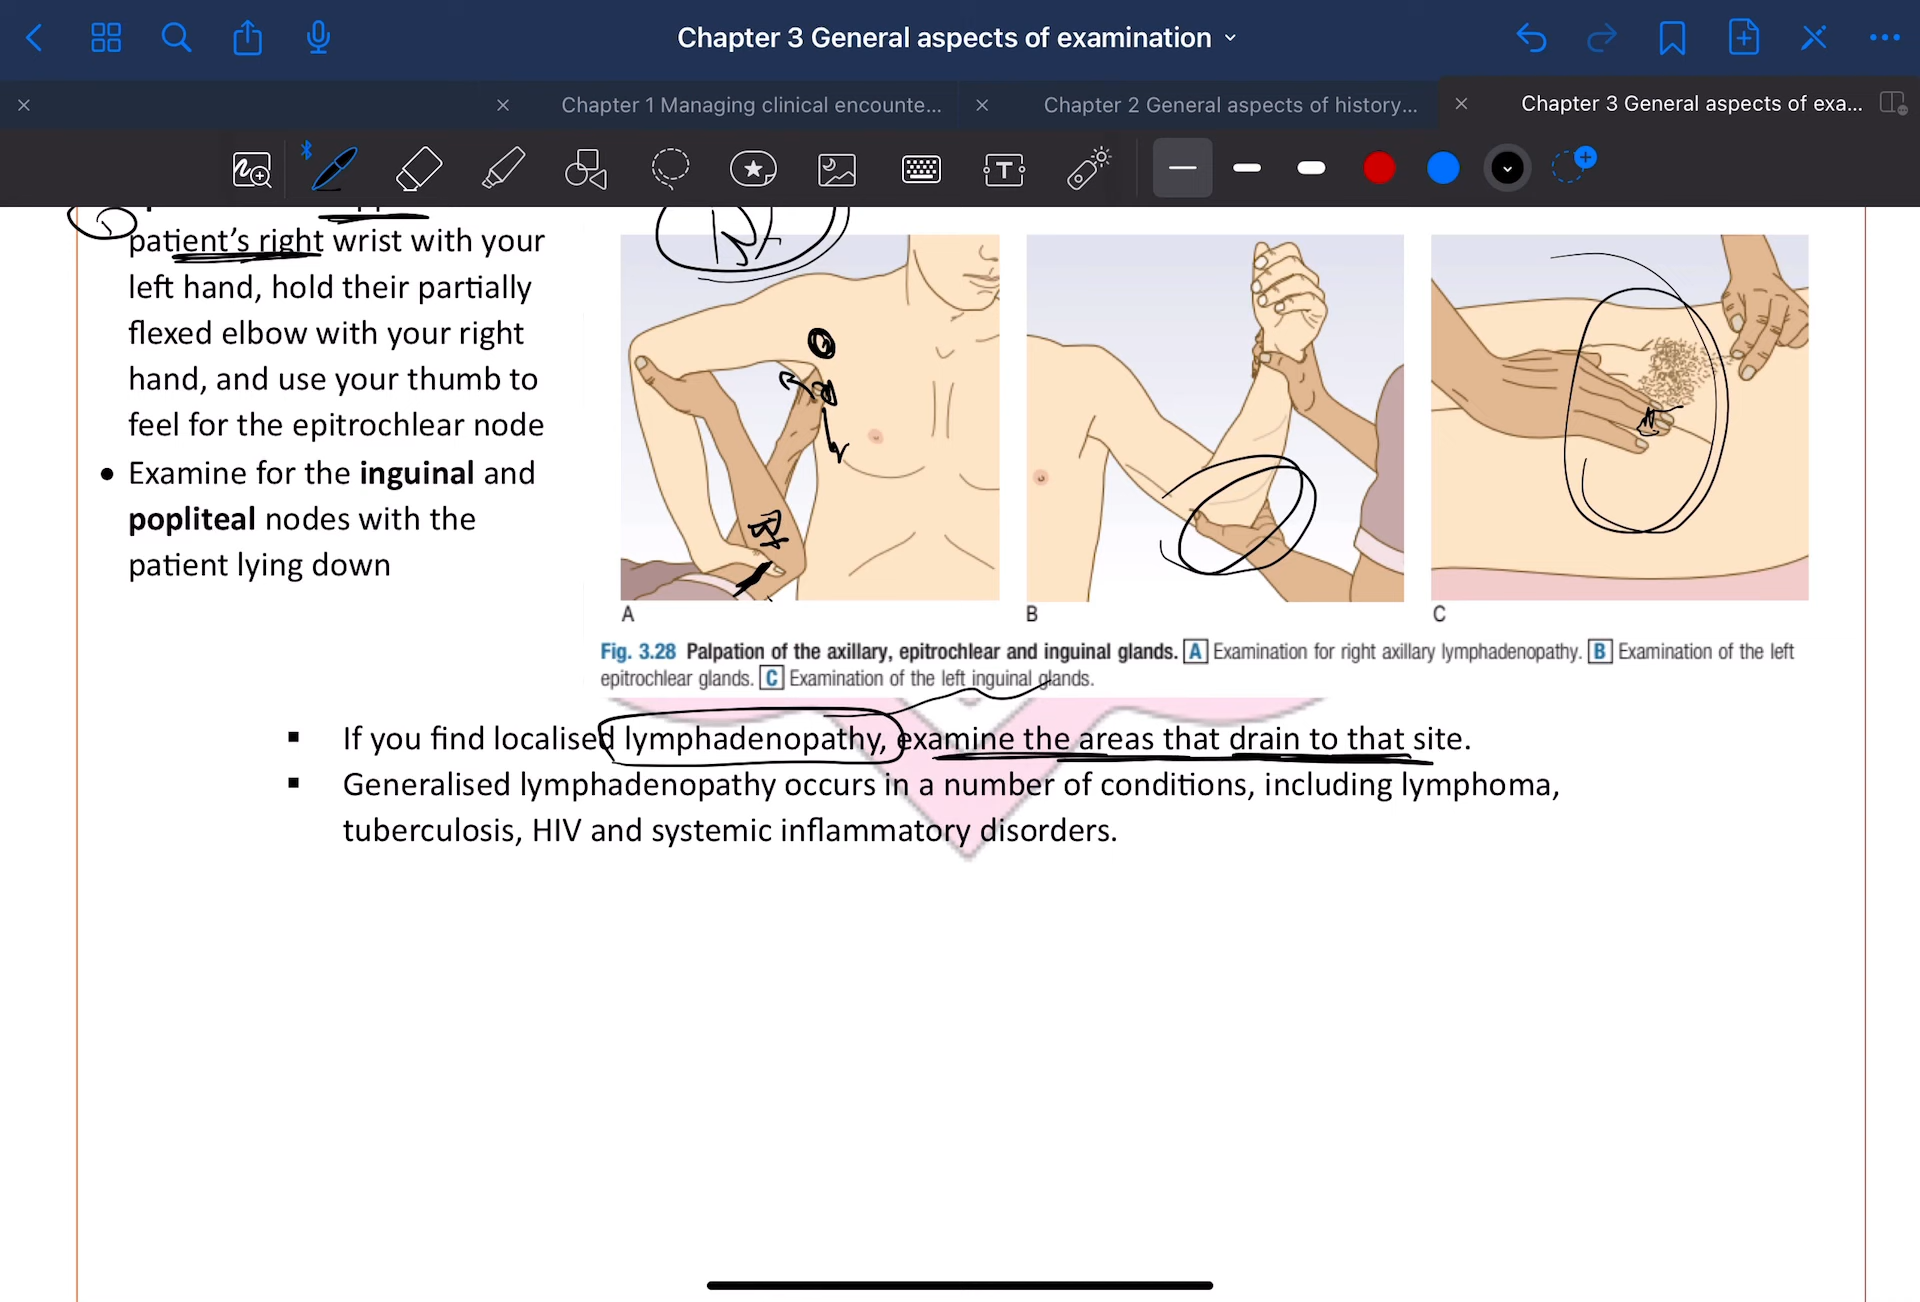 Chapter 3 General aspects of examination
Chapter 1 Managing clinical encounte...
Chapter 2 General aspects of history...
Chapter 3 General aspects of exa...
T
patient's right wrist with your
left hand, hold their partially
flexed elbow with your right
hand, and use your thumb to
feel for the epitrochlear node
• Examine for the inguinal and
popliteal nodes with the
patient lying down
A
B
C
Fig. 3.28 Palpation of the axillary, epitrochlear and inguinal glands. A Examination for right axillary lymphadenopathy. B Examination of the left
epitrochlear glands. C Examination of the left inguinal glands.
▪ If you find localised lymphadenopathy, examine the areas that drain to that site.
▪ Generalised lymphadenopathy occurs in a number of conditions, including lymphoma,
tuberculosis, HIV and systemic inflammatory disorders.